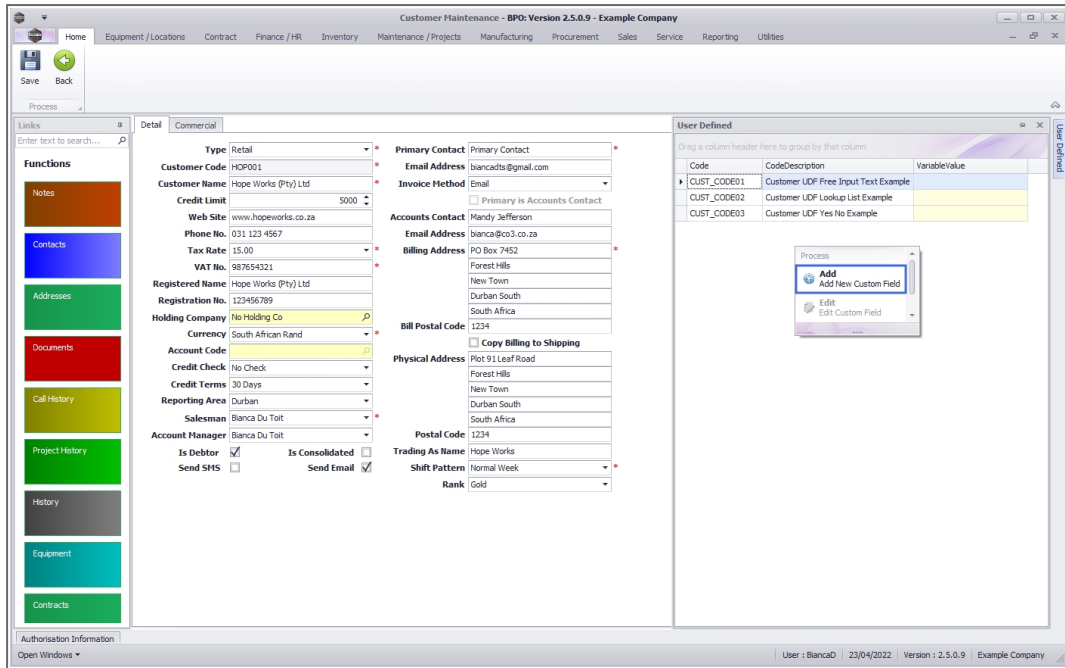 Customer Maintenance - BPO: Version 2.5.0.9 - Example Company
Home Equipment / Locations Contract Finance / HR Inventory Maintenance / Projects Manufacturing Procurement Sales Service Reporting Utilities
Save Back
Process
Links
Enter text to search...
Functions
Notes
Contacts
Addresses
Documents
Call History
Project History
History
Equipment
Contracts
Detail Commercial
Type Retail *
Customer Code HOP001 *
Customer Name Hope Works (Pty) Ltd *
Credit Limit 5000
Web Site www.hopeworks.co.za
Phone No. 031 123 4567
Tax Rate 15.00 *
VAT No. 987654321 *
Registered Name Hope Works (Pty) Ltd
Registration No. 123456789
Holding Company No Holding Co
Currency South African Rand *
Account Code
Credit Check No Check
Credit Terms 30 Days
Reporting Area Durban
Salesman Bianca Du Toit *
Account Manager Bianca Du Toit
Is Debtor Is Consolidated
Send SMS Send Email
Primary Contact Primary Contact *
Email Address biancadts@gmail.com
Invoice Method Email
Primary is Accounts Contact
Accounts Contact Mandy Jefferson
Email Address bianca@co3.co.za
Billing Address PO Box 7452 *
Forest Hills
New Town
Durban South
South Africa
Bill Postal Code 1234
Copy Billing to Shipping
Physical Address Plot 91 Leaf Road
Forest Hills
New Town
Durban South
South Africa
Postal Code 1234
Trading As Name Hope Works
Shift Pattern Normal Week *
Rank Gold
User Defined
Drag a column header here to group by that column
Code CodeDescription VariableValue
CUST_CODE01 Customer UDF Free Input Text Example
CUST_CODE02 Customer UDF Lookup List Example
CUST_CODE03 Customer UDF Yes No Example
Process
Add
Add New Custom Field
Edit
Edit Custom Field
User Defined
Authorisation Information
Open Windows
User : BiancaD 23/04/2022 Version : 2.5.0.9 Example Company